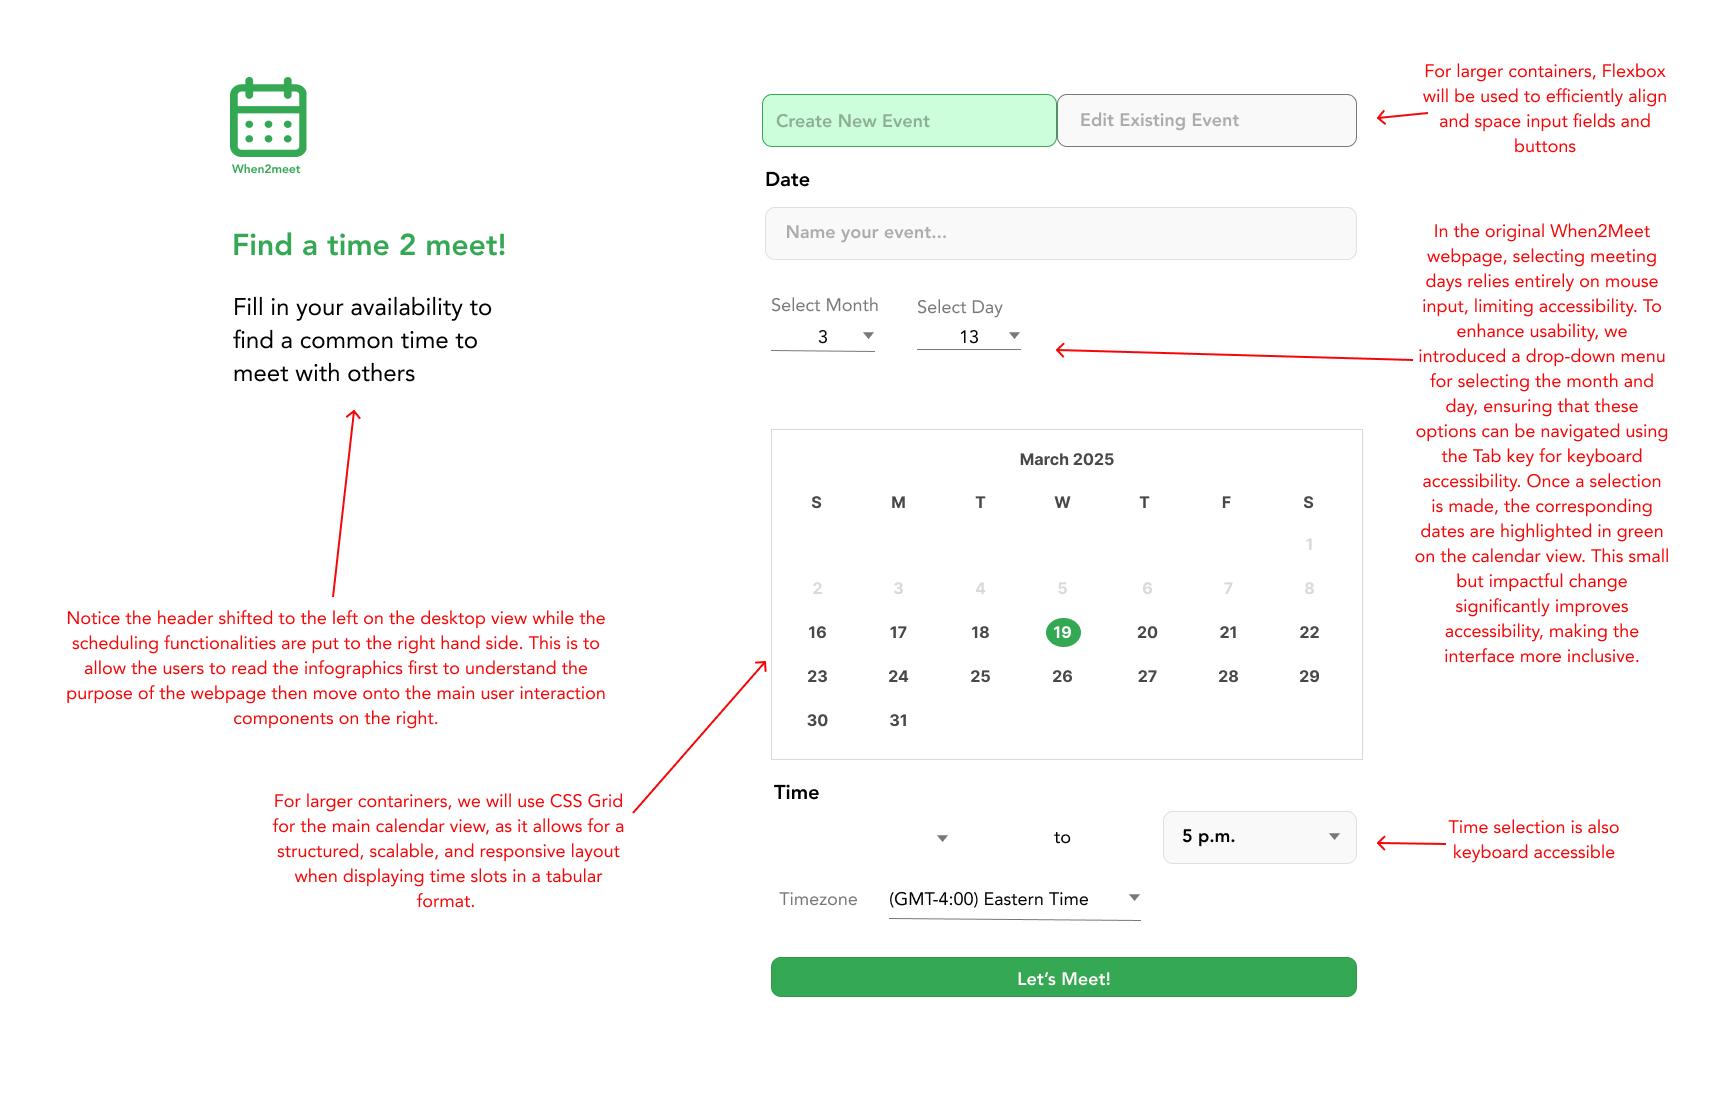 When2meet
Find a time 2 meet!
Fill in your availability to
find a common time to
meet with others
Notice the header shifted to the left on the desktop view while the
scheduling functionalities are put to the right hand side. This is to
allow the users to read the infographics first to understand the
purpose of the webpage then move onto the main user interaction
components on the right.
For larger contariners, we will use CSS Grid
for the main calendar view, as it allows for a
structured, scalable, and responsive layout
when displaying time slots in a tabular
format.
Create New Event
Edit Existing Event
Date
Name your event...
Select Month
Select Day
3
13
March 2025
S M T W T F S
1
2 3 4 5 6 7 8
16 17 18 19 20 21 22
23 24 25 26 27 28 29
30 31
Time
to
5 p.m.
Timezone
(GMT-4:00) Eastern Time
Let's Meet!
For larger containers, Flexbox
will be used to efficiently align
and space input fields and
buttons
In the original When2Meet
webpage, selecting meeting
days relies entirely on mouse
input, limiting accessibility. To
enhance usability, we
introduced a drop-down menu
for selecting the month and
day, ensuring that these
options can be navigated using
the Tab key for keyboard
accessibility. Once a selection
is made, the corresponding
dates are highlighted in green
on the calendar view. This small
but impactful change
significantly improves
accessibility, making the
interface more inclusive.
Time selection is also
keyboard accessible